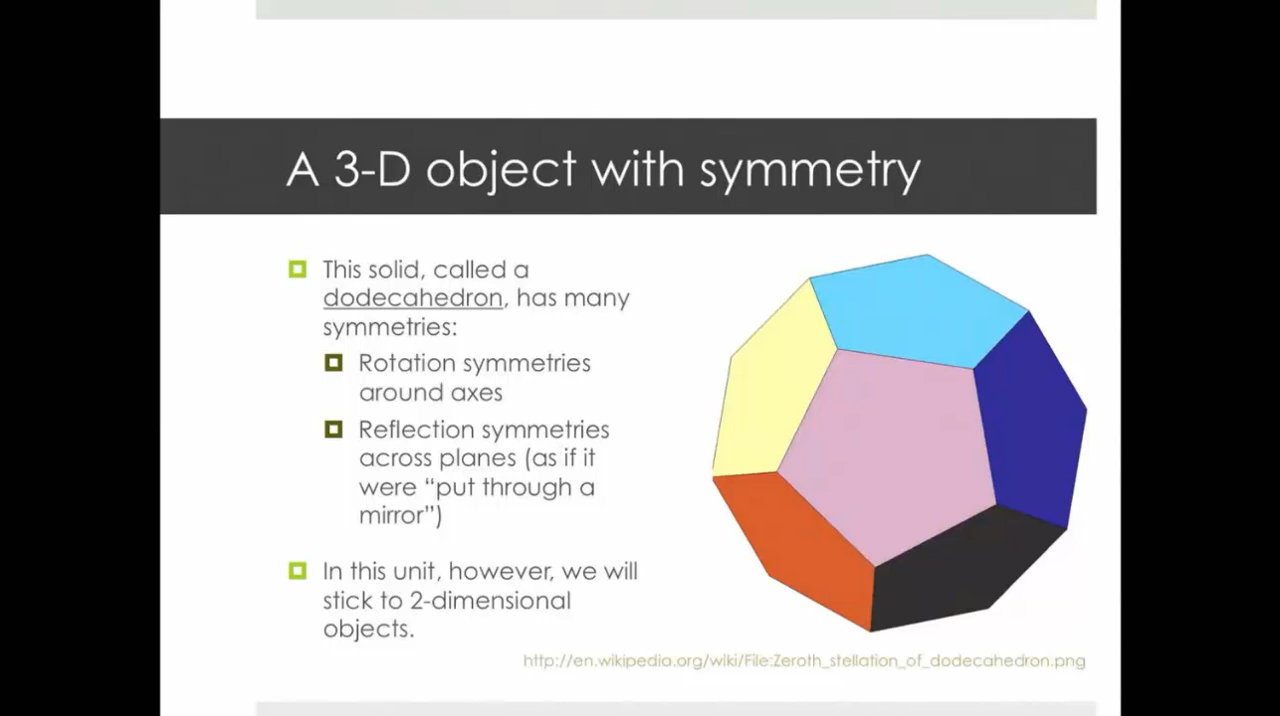 A 3-D object with symmetry
This solid, called a
dodecahedron, has many
symmetries:
Rotation symmetries
around axes
Reflection symmetries
across planes (as if it
were “put through a
mirror”)
In this unit, however, we will
stick to 2-dimensional
objects.
http://en.wikipedia.org/wiki/File:Zeroth_stellation_of_dodecahedron.png